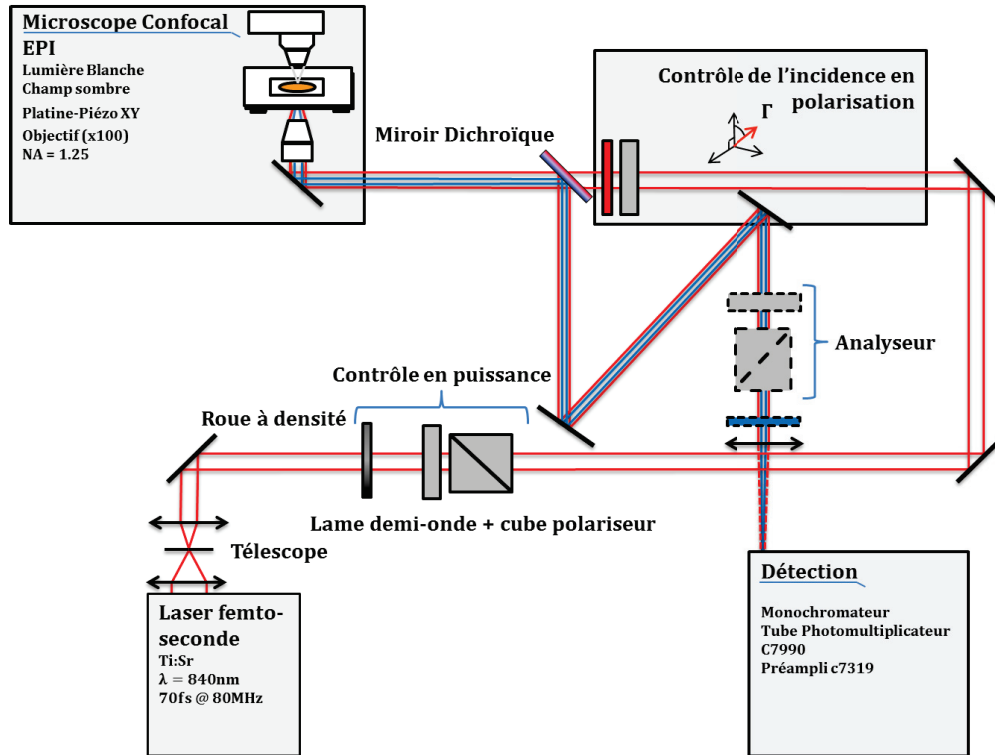 Microscope Confocal
EPI
Lumière Blanche
Champ sombre
Platine-Piézo XY
Objectif (x100)
NA = 1.25
Miroir Dichroïque
Contrôle de l'incidence en
polarisation
Γ
Analyseur
Contrôle en puissance
Roue à densité
Lame demi-onde + cube polariseur
Télescope
Laser femto-
seconde
Ti:Sr
λ = 840nm
70fs @ 80MHz
Détection
Monochromateur
Tube Photomultiplicateur
C7990
Préampli c7319